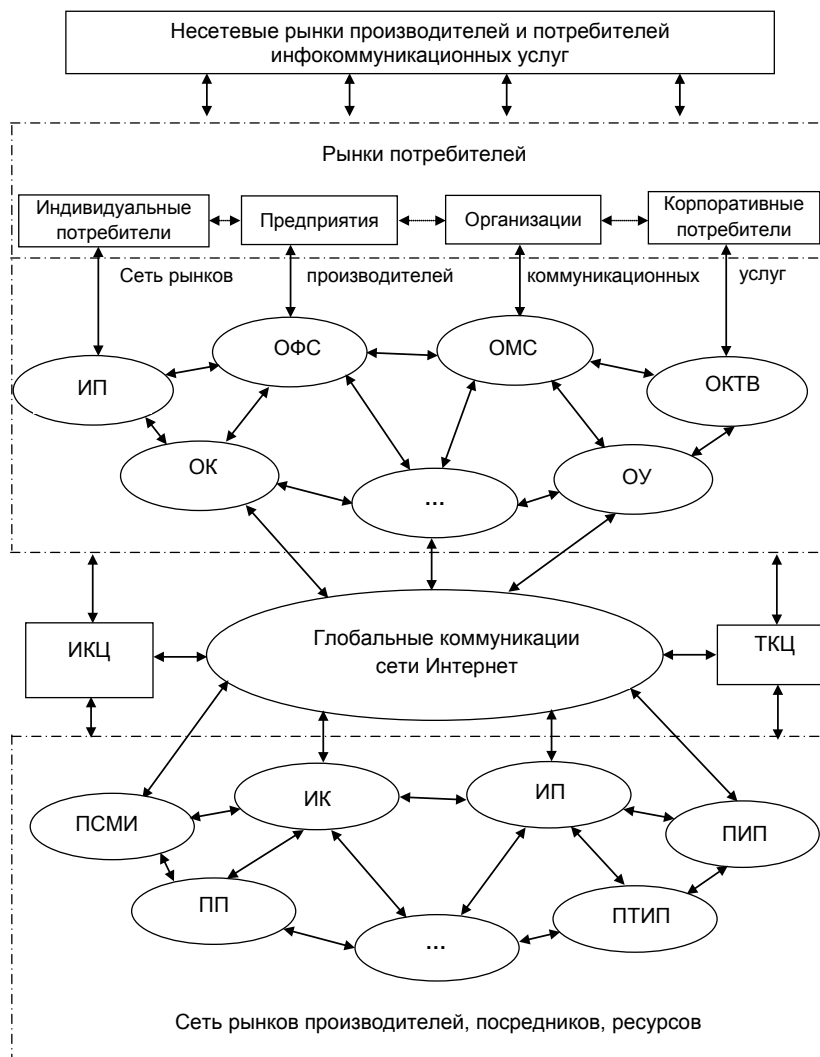 Несетевые рынки производителей и потребителей
инфокоммуникационных услуг
Рынки потребителей
Индивидуальные
потребители
Предприятия
Организации
Корпоративные
потребители
Сеть рынков производителей коммуникационных услуг
ОФС
ОМС
ИП
ОКТВ
ОК
...
ОУ
Глобальные коммуникации
сети Интернет
ИКЦ
ТКЦ
ИК
ИП
ПСМИ
ПИП
ПП
ПТИП
...
Сеть рынков производителей, посредников, ресурсов